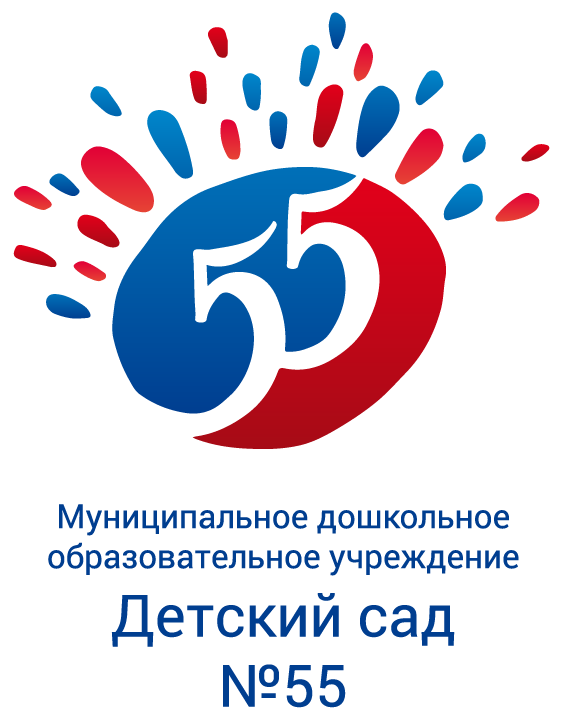 55
Муниципальное дошкольное
образовательное учреждение
Детский сад
№55